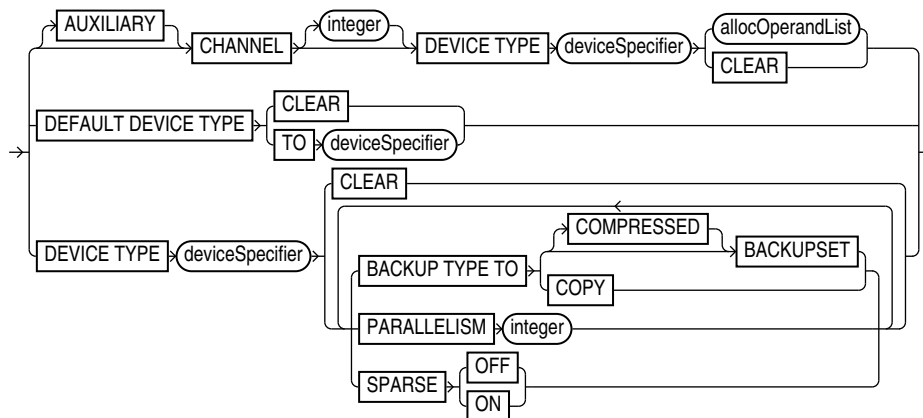 AUXILIARY
CHANNEL
integer
DEVICE TYPE
deviceSpecifier
allocOperandList
CLEAR
DEFAULT DEVICE TYPE
CLEAR
TO
deviceSpecifier
DEVICE TYPE
deviceSpecifier
CLEAR
BACKUP TYPE TO
COMPRESSED
BACKUPSET
COPY
PARALLELISM
integer
SPARSE
OFF
ON